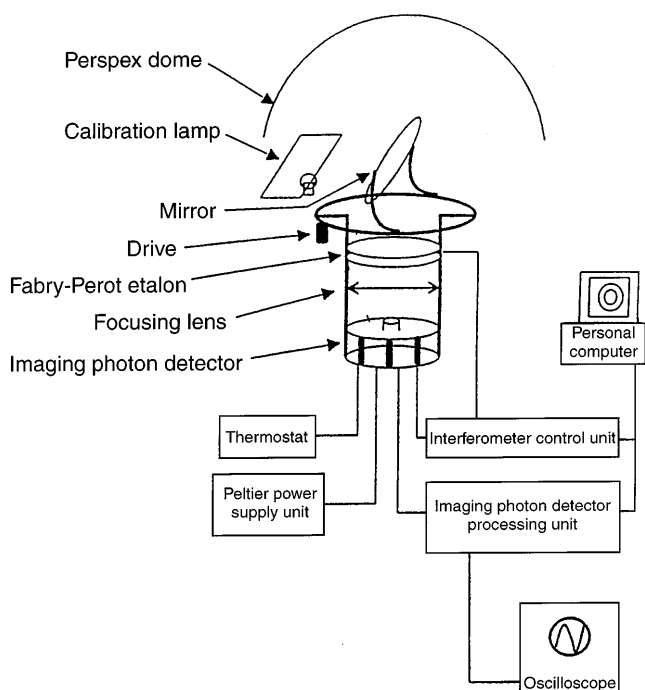 Perspex dome
Calibration lamp
Mirror
Drive
Fabry-Perot etalon
Focusing lens
Imaging photon detector
Personal
computer
Thermostat
Interferometer control unit
Peltier power
supply unit
Imaging photon detector
processing unit
Oscilloscope